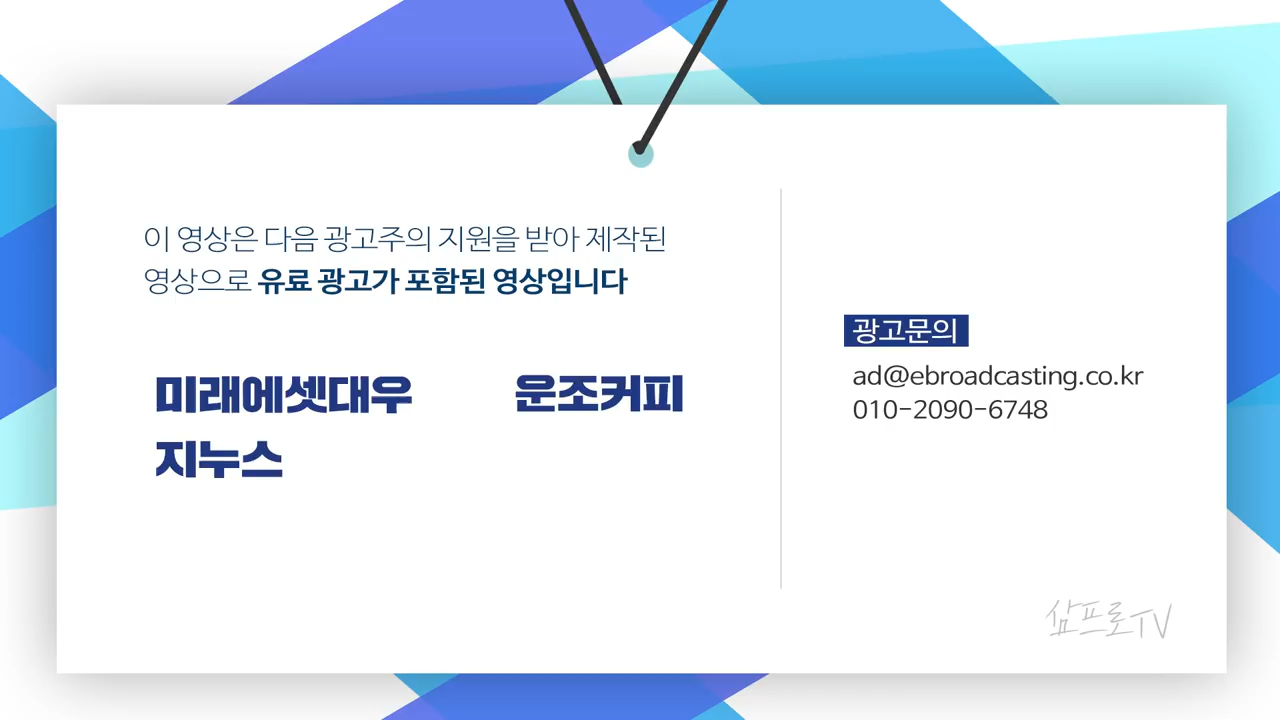 이 영상은 다음 광고주의 지원을 받아 제작된
영상으로 유료 광고가 포함된 영상입니다
미래에셋대우
운조커피
지누스
광고문의
ad@ebroadcasting.co.kr
010-2090-6748
삼프로TV